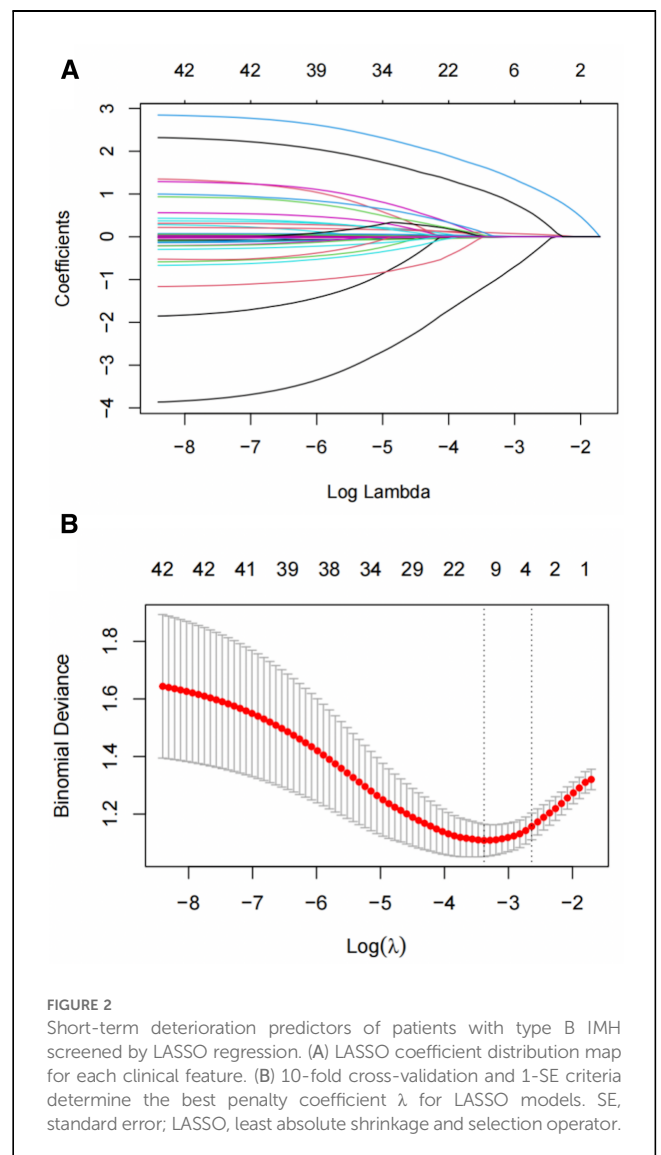 A
42 42 39 34 22 6 2
3
2
1
0
−1
−2
−3
−4
Coefficients
−8 −7 −6 −5 −4 −3 −2
Log Lambda
B
42 42 41 39 38 34 29 22 9 4 2 1
1.8
1.6
1.4
1.2
Binomial Deviance
−8 −7 −6 −5 −4 −3 −2
Log(λ)
FIGURE 2
Short-term deterioration predictors of patients with type B IMH
screened by LASSO regression. (A) LASSO coefficient distribution map
for each clinical feature. (B) 10-fold cross-validation and 1-SE criteria
determine the best penalty coefficient λ for LASSO models. SE,
standard error; LASSO, least absolute shrinkage and selection operator.